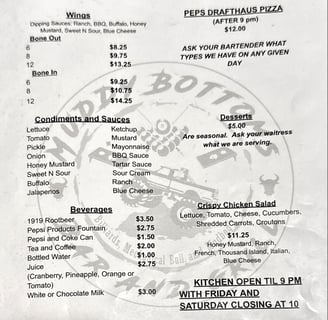 Wings
Dipping Sauces: Ranch, BBQ, Buffalo, Honey
Mustard, Sweet N Sour, Blue Cheese
Bone Out
6 $8.25
8 $9.75
12 $13.25
Bone In
6 $9.25
8 $10.75
12 $14.25
Condiments and Sauces
Lettuce Ketchup
Tomato Mustard
Pickle Mayonnaise
Onion BBQ Sauce
Honey Mustard Tartar Sauce
Sweet N Sour Sour Cream
Buffalo Ranch
Jalapenos Blue Cheese
Beverages
1919 Rootbeer $3.50
Pepsi Products Fountain $2.75
Pepsi and Coke Can $1.50
Tea and Coffee $2.00
Bottled Water $1.00
Juice $2.75
(Cranberry, Pineapple, Orange or
Tomato)
White or Chocolate Milk $3.00
PEPS DRAFTHAUS PIZZA
(AFTER 9 pm)
$12.00
ASK YOUR BARTENDER WHAT
TYPES WE HAVE ON ANY GIVEN
DAY
Desserts
$5.00
Are seasonal. Ask your waitress
what we are serving.
Crispy Chicken Salad
Lettuce, Tomato, Cheese, Cucumbers,
Shredded Carrots, Croutons
$11.25
Honey Mustard, Ranch,
French, Thousand Island, Italian,
Blue Cheese
KITCHEN OPEN TIL 9 PM
WITH FRIDAY AND
SATURDAY CLOSING AT 10
MUDDY BOTTOMS